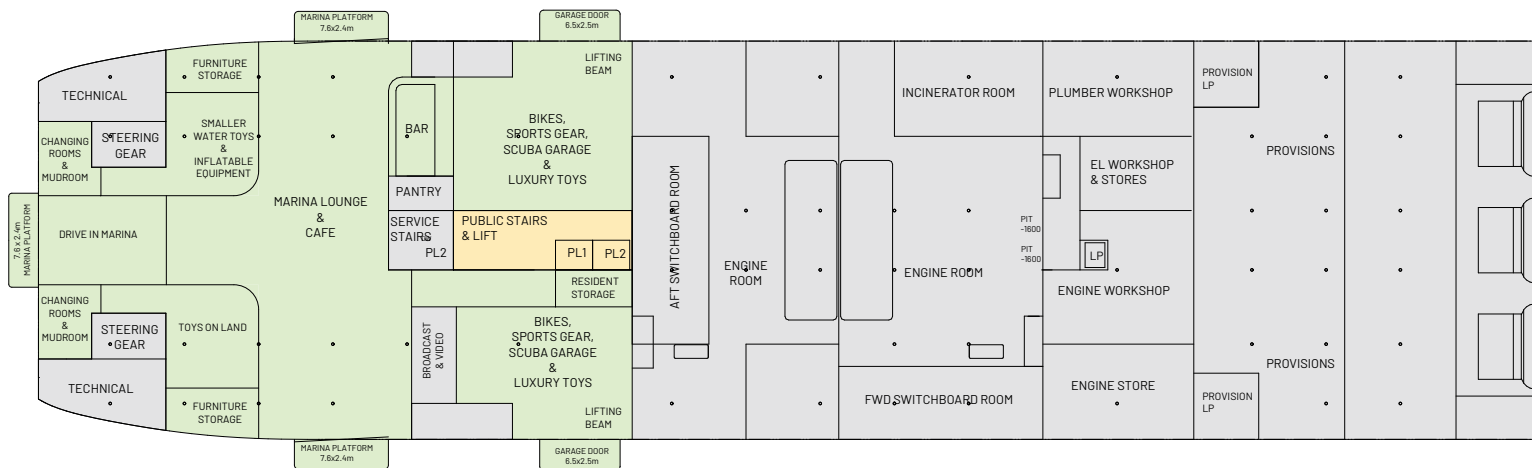 MARINA PLATFORM
7.6x2.4m
GARAGE DOOR
6.5x2.5m
TECHNICAL
FURNITURE
STORAGE
LIFTING
BEAM
CHANGING
ROOMS
&
MUDROOM
STEERING
GEAR
SMALLER
WATER TOYS
&
INFLATABLE
EQUIPMENT
BAR
BIKES,
SPORTS GEAR,
SCUBA GARAGE
&
LUXURY TOYS
INCINERATOR ROOM
PLUMBER WORKSHOP
PROVISION
LP
PROVISIONS
EL WORKSHOP
& STORES
PANTRY
MARINA LOUNGE
&
CAFE
SERVICE
STAIRS
PL2
PUBLIC STAIRS
& LIFT
PL1
PL2
7.6 x 2.4m
MARINA PLATFORM
DRIVE IN MARINA
AFT SWITCHBOARD ROOM
ENGINE
ROOM
ENGINE ROOM
PIT
-1600
PIT
-1600
LP
RESIDENT
STORAGE
ENGINE WORKSHOP
CHANGING
ROOMS
&
MUDROOM
STEERING
GEAR
TOYS ON LAND
BROADCAST
& VIDEO
BIKES,
SPORTS GEAR,
SCUBA GARAGE
&
LUXURY TOYS
PROVISIONS
TECHNICAL
FURNITURE
STORAGE
LIFTING
BEAM
FWD SWITCHBOARD ROOM
ENGINE STORE
PROVISION
LP
MARINA PLATFORM
7.6x2.4m
GARAGE DOOR
6.5x2.5m